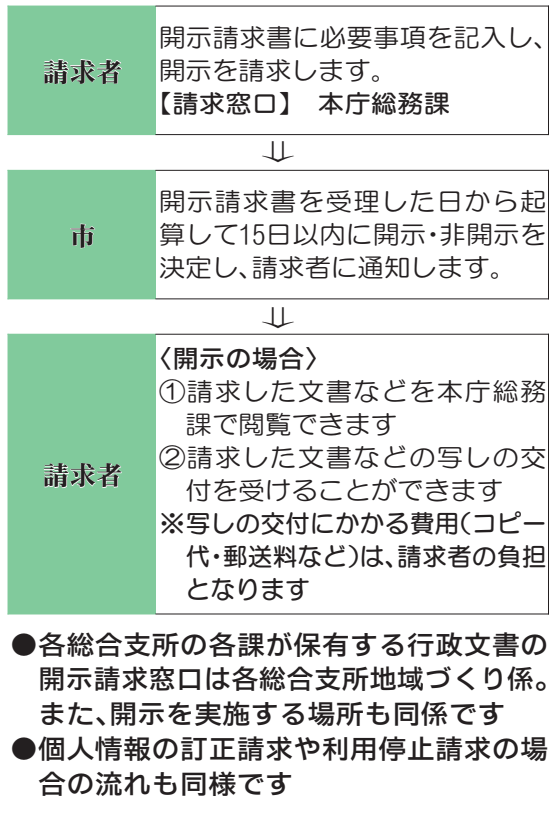 請求者
開示請求書に必要事項を記入し、
開示を請求します。
【請求窓口】　本庁総務課
⇓
市
開示請求書を受理した日から起
算して15日以内に開示・非開示を
決定し、請求者に通知します。
⇓
請求者
〈開示の場合〉
①請求した文書などを本庁総務
課で閲覧できます
②請求した文書などの写しの交
付を受けることができます
※写しの交付にかかる費用(コピー
代・郵送料など)は、請求者の負担
となります
●各総合支所の各課が保有する行政文書の
開示請求窓口は各総合支所地域づくり係。
また、開示を実施する場所も同係です
●個人情報の訂正請求や利用停止請求の場
合の流れも同様です